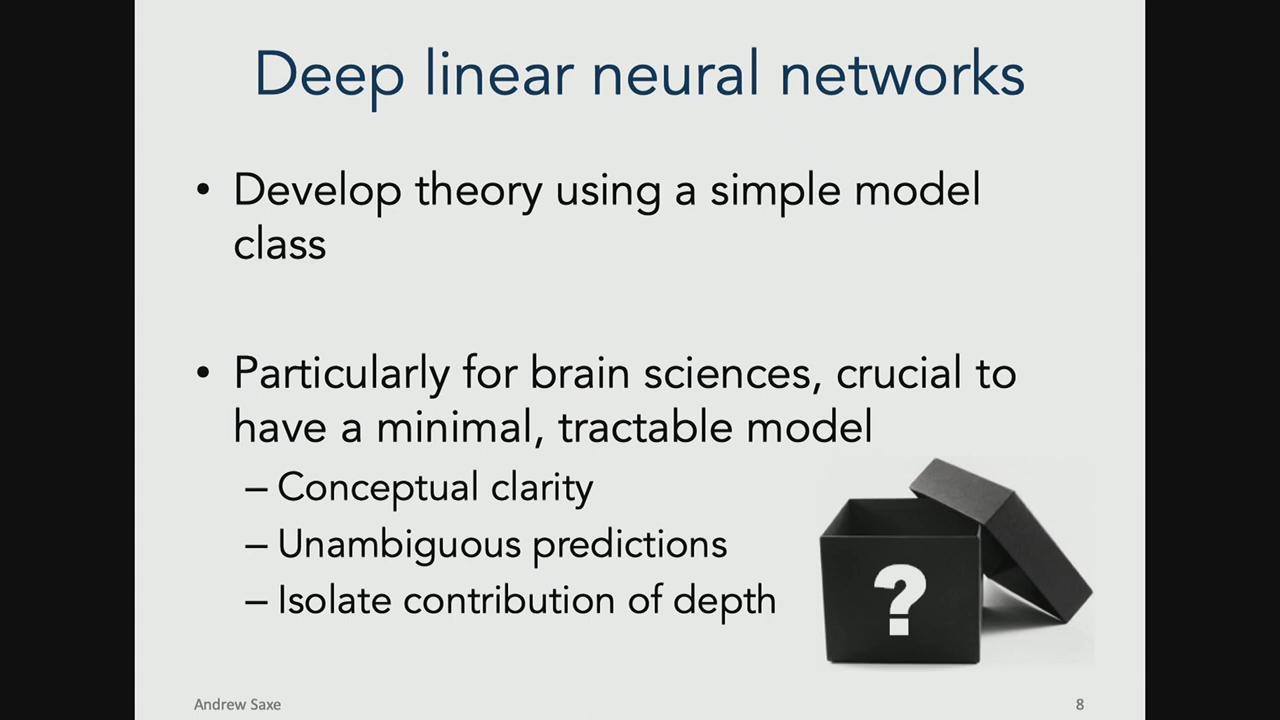 Deep linear neural networks
• Develop theory using a simple model
class
• Particularly for brain sciences, crucial to
have a minimal, tractable model
– Conceptual clarity
– Unambiguous predictions
– Isolate contribution of depth
?
Andrew Saxe
8